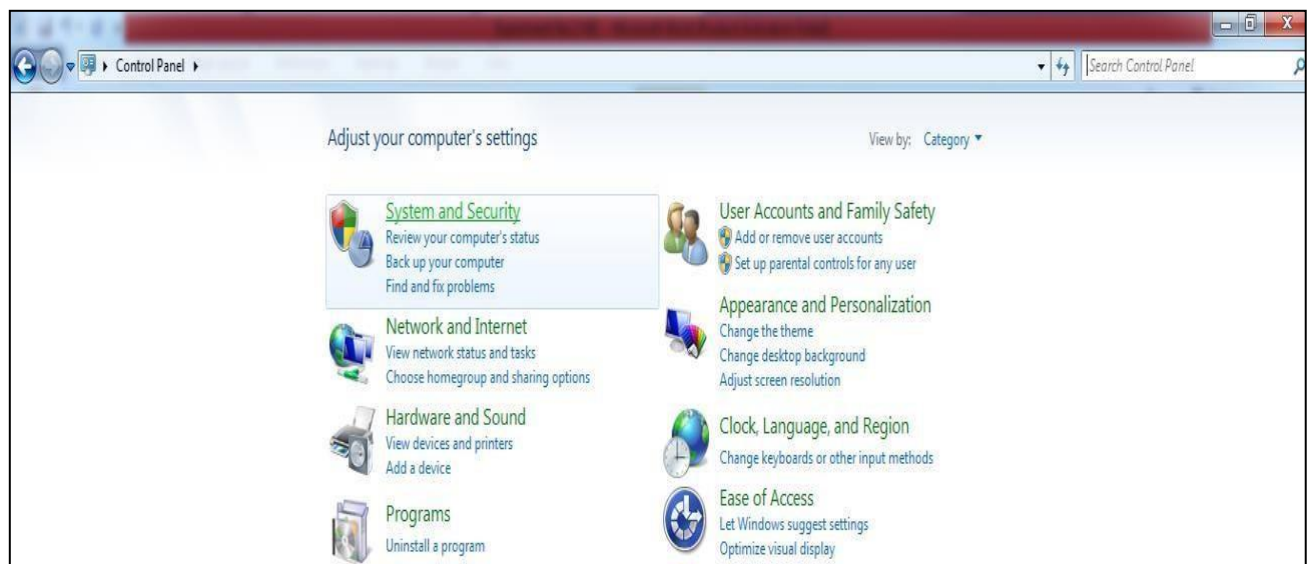 Control Panel
Search Control Panel
Adjust your computer's settings
View by: Category
System and Security
Review your computer's status
Back up your computer
Find and fix problems
Network and Internet
View network status and tasks
Choose homegroup and sharing options
Hardware and Sound
View devices and printers
Add a device
Programs
Uninstall a program
User Accounts and Family Safety
Add or remove user accounts
Set up parental controls for any user
Appearance and Personalization
Change the theme
Change desktop background
Adjust screen resolution
Clock, Language, and Region
Change keyboards or other input methods
Ease of Access
Let Windows suggest settings
Optimize visual display